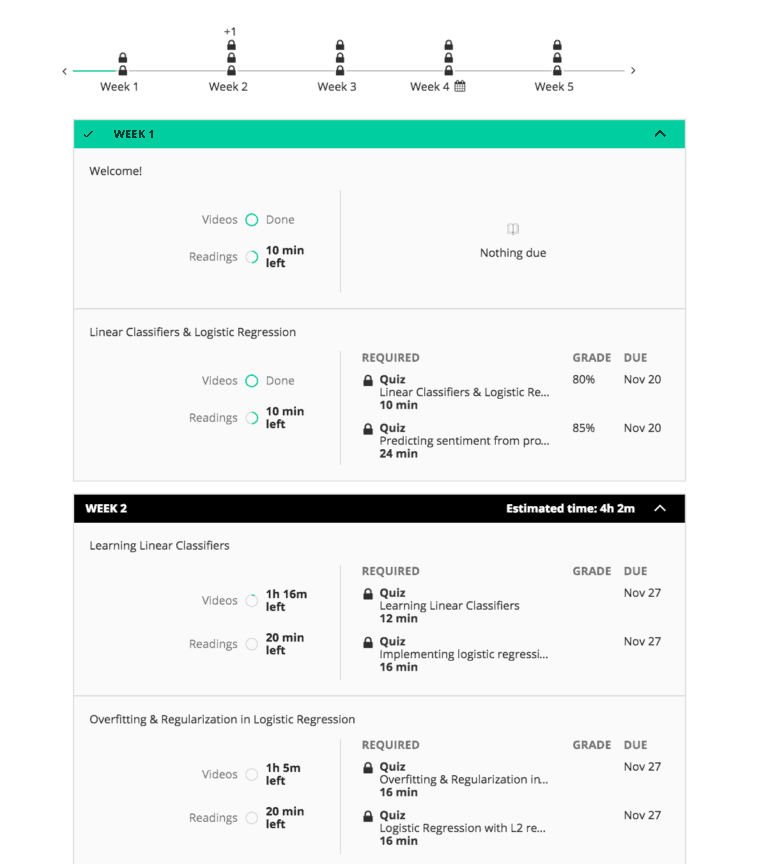 +1
Week 1
Week 2
Week 3
Week 4
Week 5
WEEK 1
Welcome!
Videos Done
Readings 10 min
left
Nothing due
Linear Classifiers & Logistic Regression
Videos Done
Readings 10 min
left
REQUIRED GRADE DUE
Quiz 80% Nov 20
Linear Classifiers & Logistic Re...
10 min
Quiz 85% Nov 20
Predicting sentiment from pro...
24 min
WEEK 2 Estimated time: 4h 2m
Learning Linear Classifiers
Videos 1h 16m
left
Readings 20 min
left
REQUIRED GRADE DUE
Quiz Nov 27
Learning Linear Classifiers
12 min
Quiz Nov 27
Implementing logistic regressi...
16 min
Overfitting & Regularization in Logistic Regression
Videos 1h 5m
left
Readings 20 min
left
REQUIRED GRADE DUE
Quiz Nov 27
Overfitting & Regularization in...
16 min
Quiz Nov 27
Logistic Regression with L2 re...
16 min